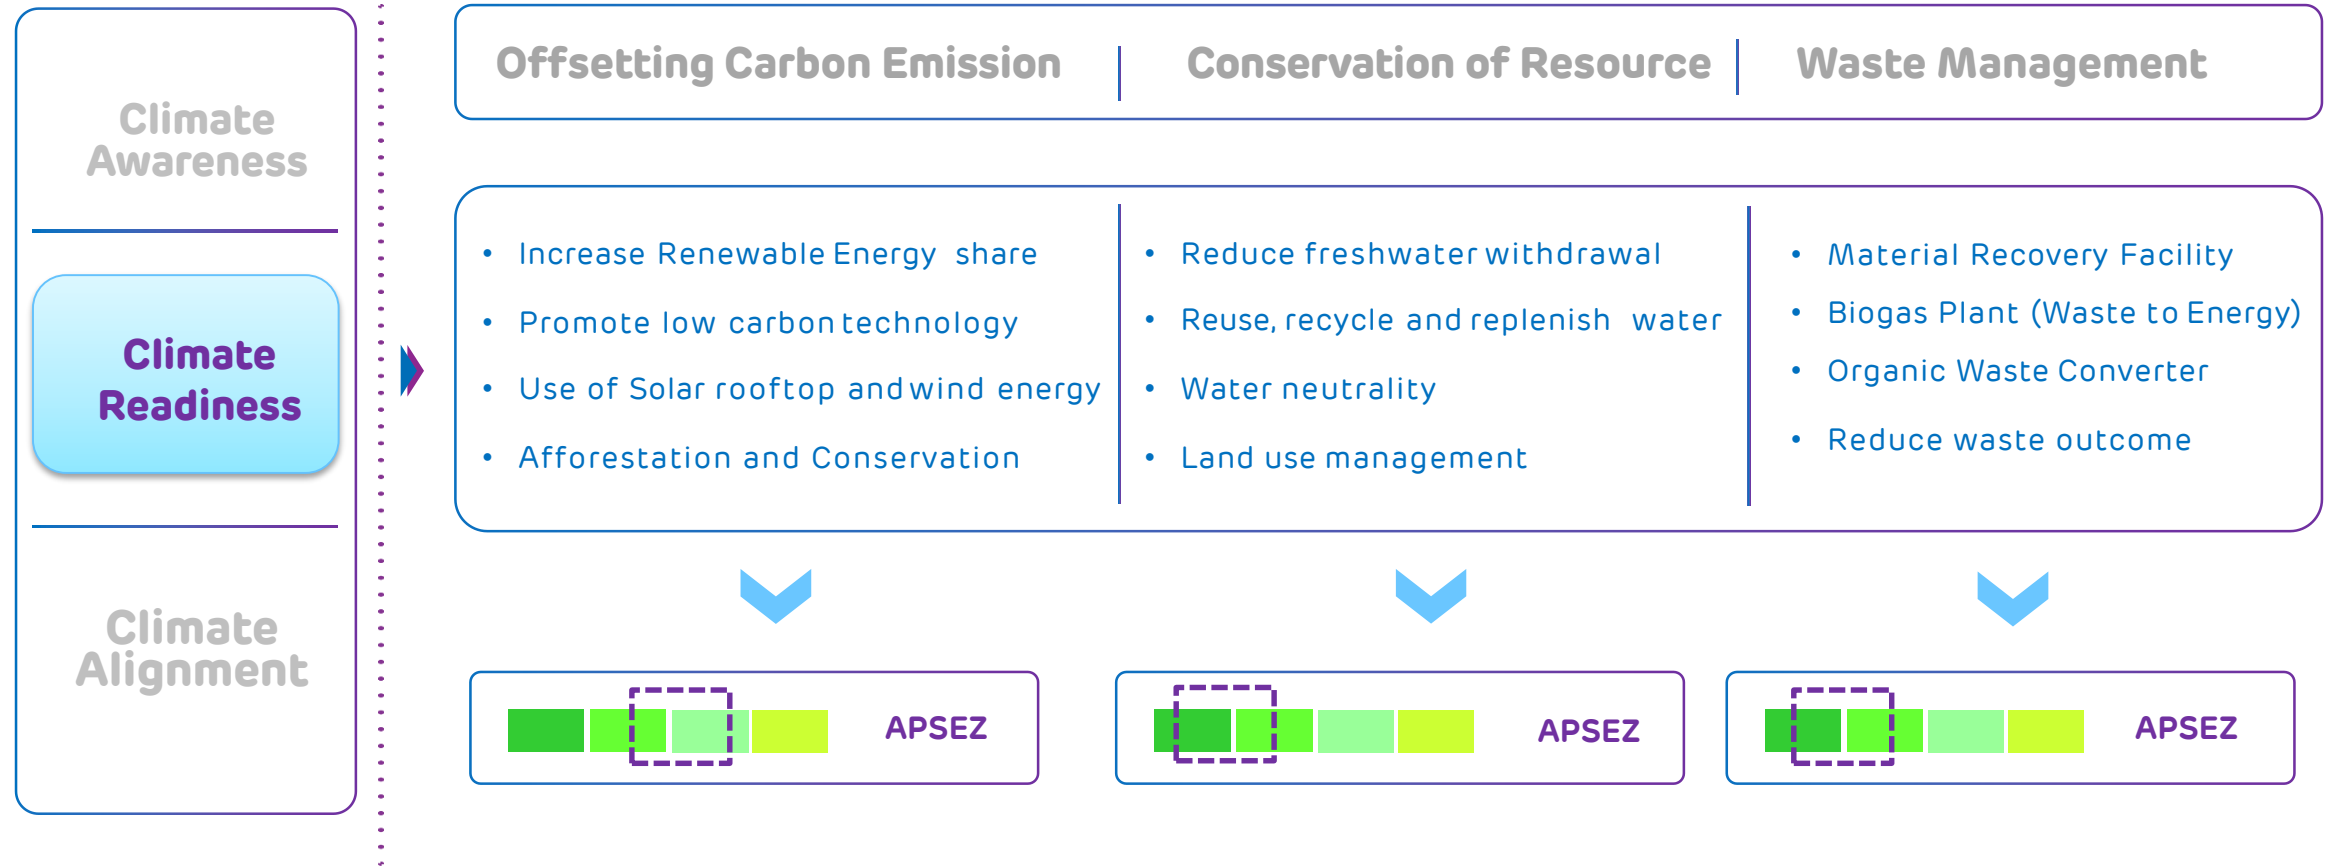 Climate
Awareness
Climate
Readiness
Climate
Alignment
Offsetting Carbon Emission
Conservation of Resource
Waste Management
• Increase Renewable Energy share
• Promote low carbon technology
• Use of Solar rooftop and wind energy
• Afforestation and Conservation
• Reduce freshwater withdrawal
• Reuse, recycle and replenish water
• Water neutrality
• Land use management
• Material Recovery Facility
• Biogas Plant (Waste to Energy)
• Organic Waste Converter
• Reduce waste outcome
APSEZ
APSEZ
APSEZ